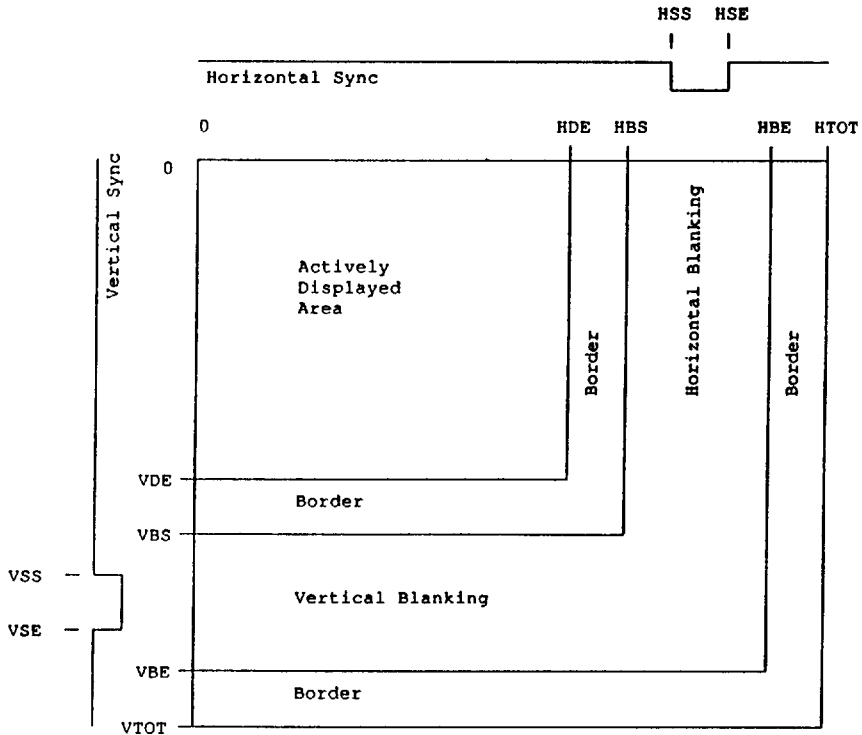 HSS HSE
Horizontal Sync
0 HDE HBS HBE HTOT
0
Vertical Sync
Actively
Displayed
Area
Border
Horizontal Blanking
Border
VDE
Border
VBS
VSS
Vertical Blanking
VSE
VBE
Border
VTOT